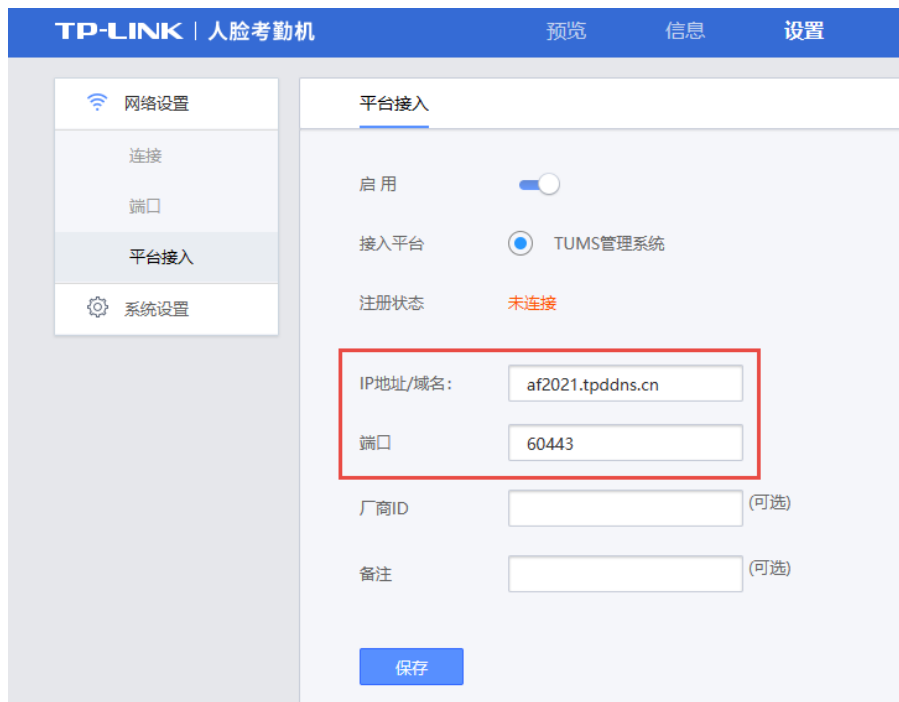 TP-LINK | 人脸考勤机 预览 信息 设置
网络设置
连接
端口
平台接入
系统设置
平台接入
启用
接入平台 TUMS管理系统
注册状态 未连接
IP地址/域名： af2021.tpddns.cn
端口 60443
厂商ID (可选)
备注 (可选)
保存